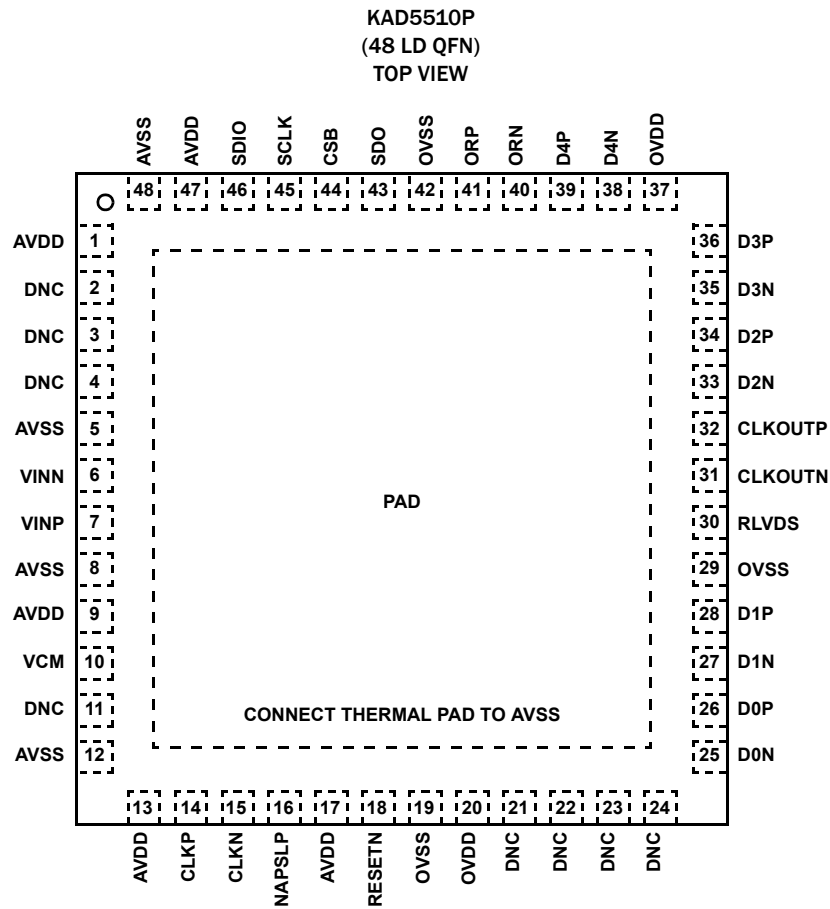 KAD5510P
(48 LD QFN)
TOP VIEW
AVSS
AVDD
SDIO
SCLK
CSB
SDO
OVSS
ORP
ORN
D4P
D4N
OVDD
48 47 46 45 44 43 42 41 40 39 38 37
AVDD 1
DNC 2
DNC 3
DNC 4
AVSS 5
VINN 6
VINP 7
AVSS 8
AVDD 9
VCM 10
DNC 11
AVSS 12
PAD
CONNECT THERMAL PAD TO AVSS
36 D3P
35 D3N
34 D2P
33 D2N
32 CLKOUTP
31 CLKOUTN
30 RLVDS
29 OVSS
28 D1P
27 D1N
26 D0P
25 D0N
13 14 15 16 17 18 19 20 21 22 23 24
AVDD
CLKP
CLKN
NAPSLP
AVDD
RESETN
OVSS
OVDD
DNC
DNC
DNC
DNC